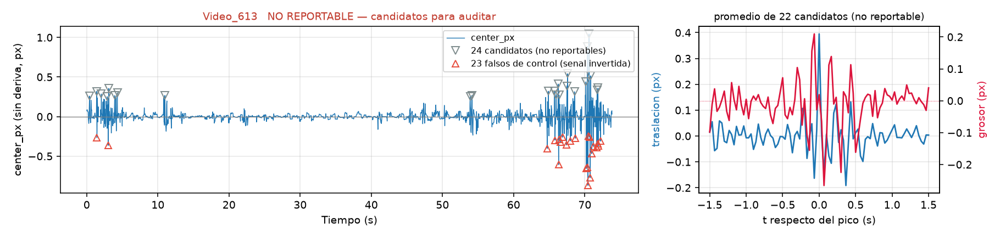 Video_613   NO REPORTABLE — candidatos para auditar
center_px (sin deriva, px)
1.0
0.5
0.0
−0.5
center_px
24 candidatos (no reportables)
23 falsos de control (senal invertida)
0 10 20 30 40 50 60 70
Tiempo (s)
promedio de 22 candidatos (no reportable)
traslacion (px)
0.4
0.3
0.2
0.1
0.0
−0.1
−0.2
0.2
0.1
0.0
−0.1
−0.2
grosor (px)
−1.5 −1.0 −0.5 0.0 0.5 1.0 1.5
t respecto del pico (s)